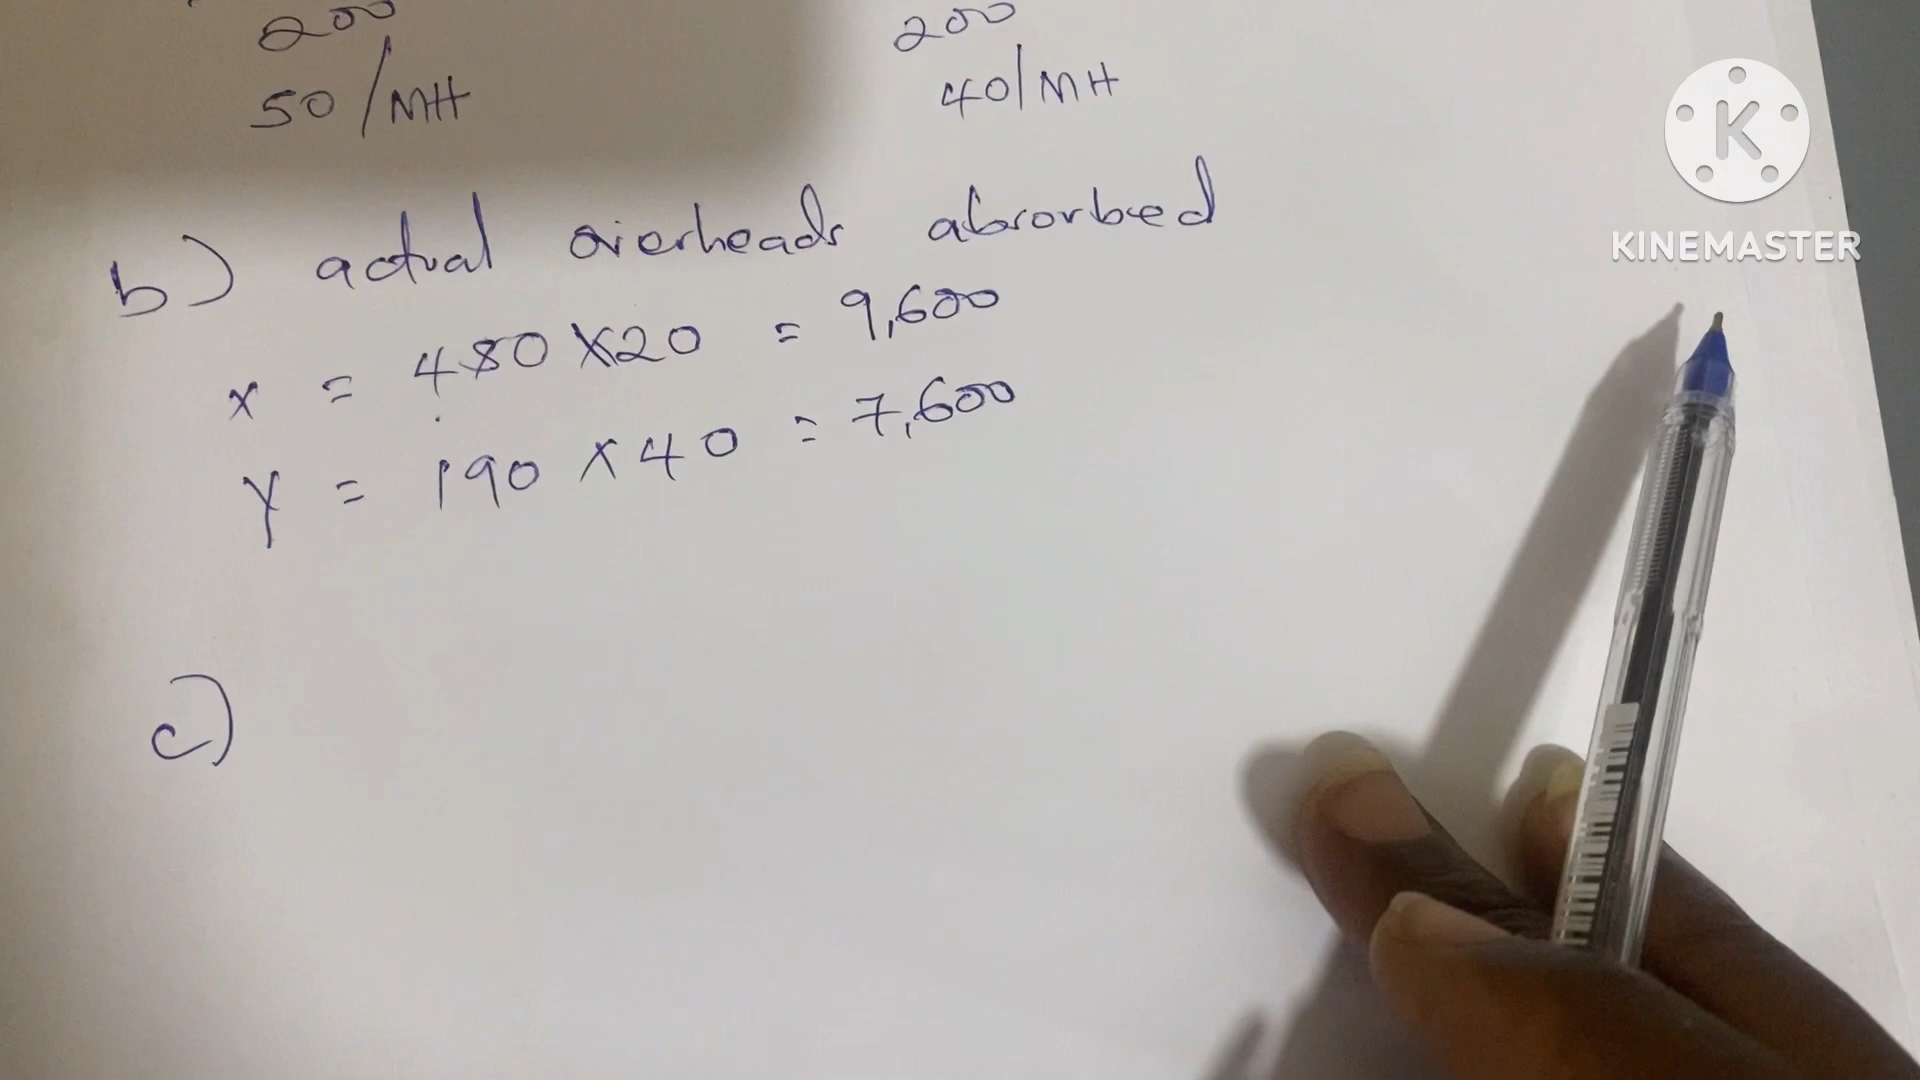 200 200
50/MH 40/MH
b) actual overheads absorbed
x = 480 x 20 = 9,600
y = 190 x 40 = 7,600
c)
K
KINEMASTER